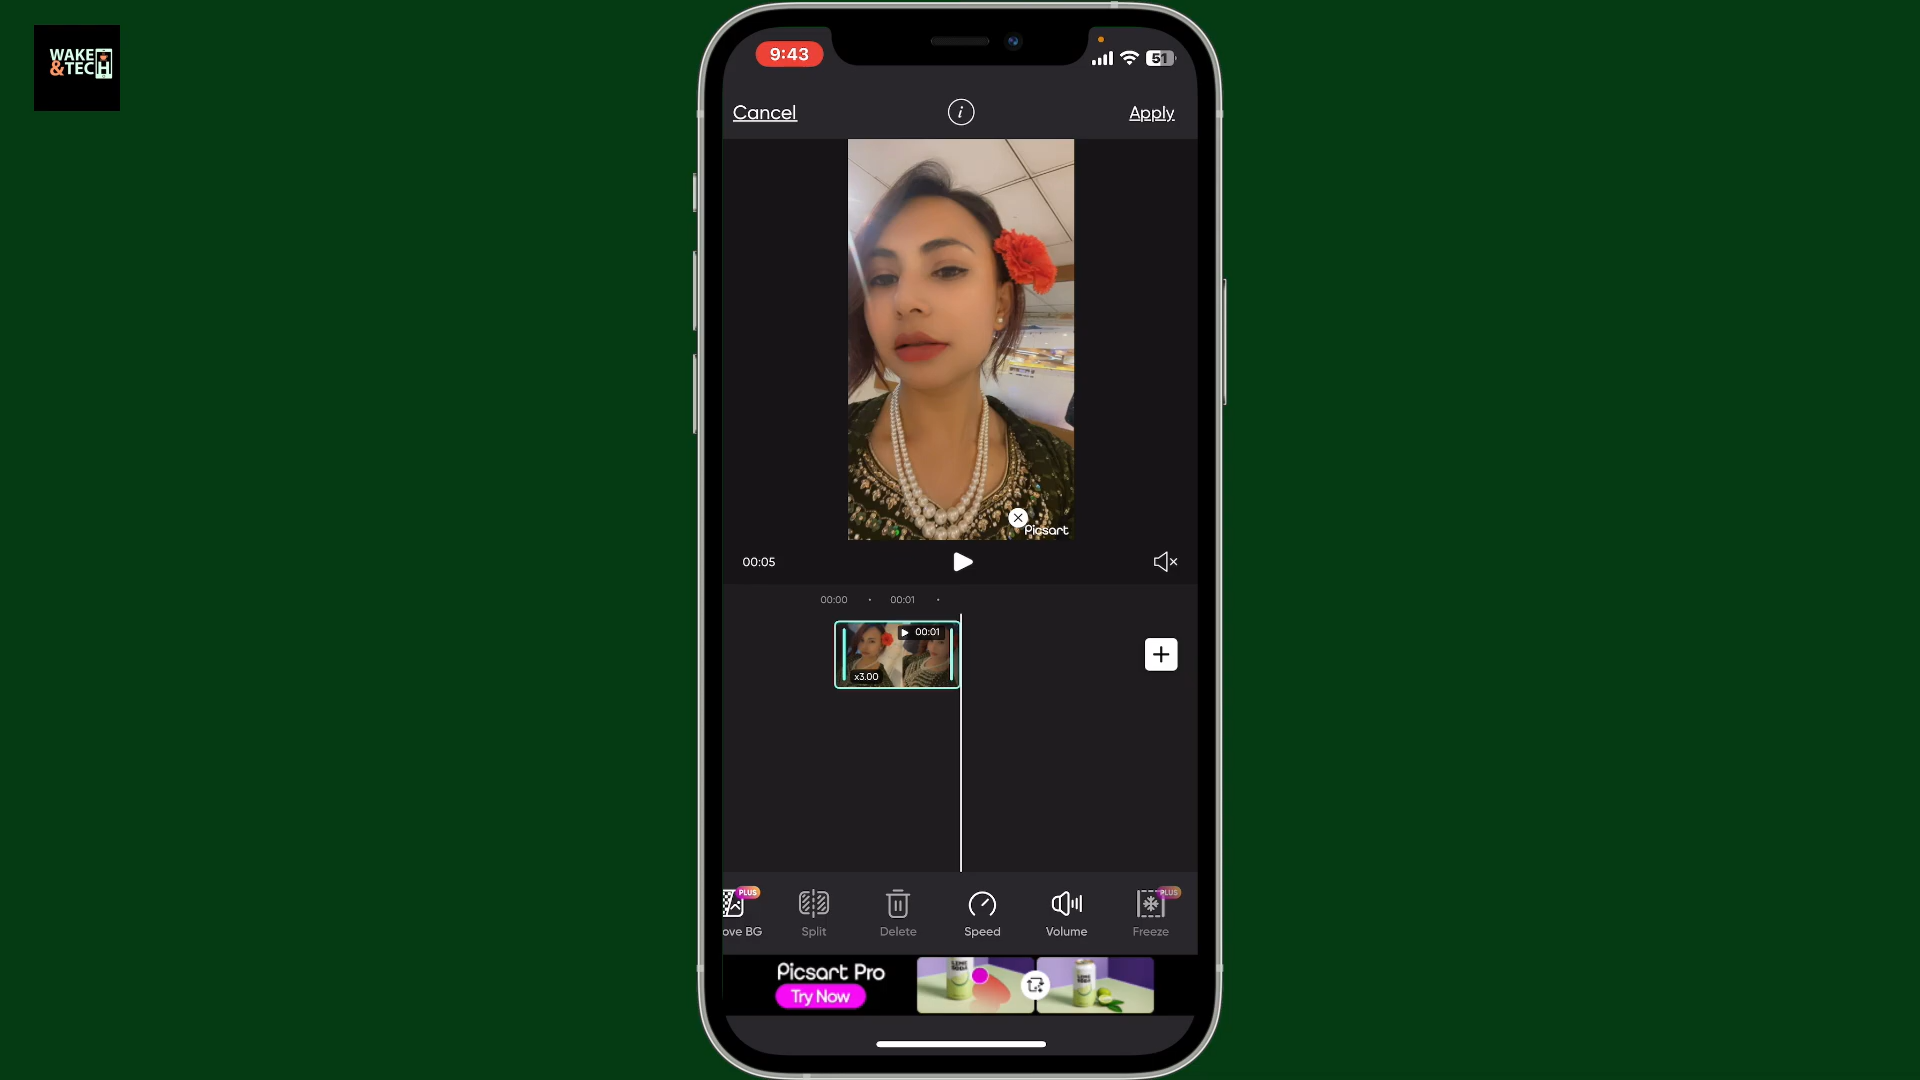 WAKE
&TECH
9:43
51
Cancel
i
Apply
Picsart
00:05
00:00
00:01
00:01
x3.00
PLUS
PLUS
ove BG
Split
Delete
Speed
Volume
Freeze
Picsart Pro
Try Now